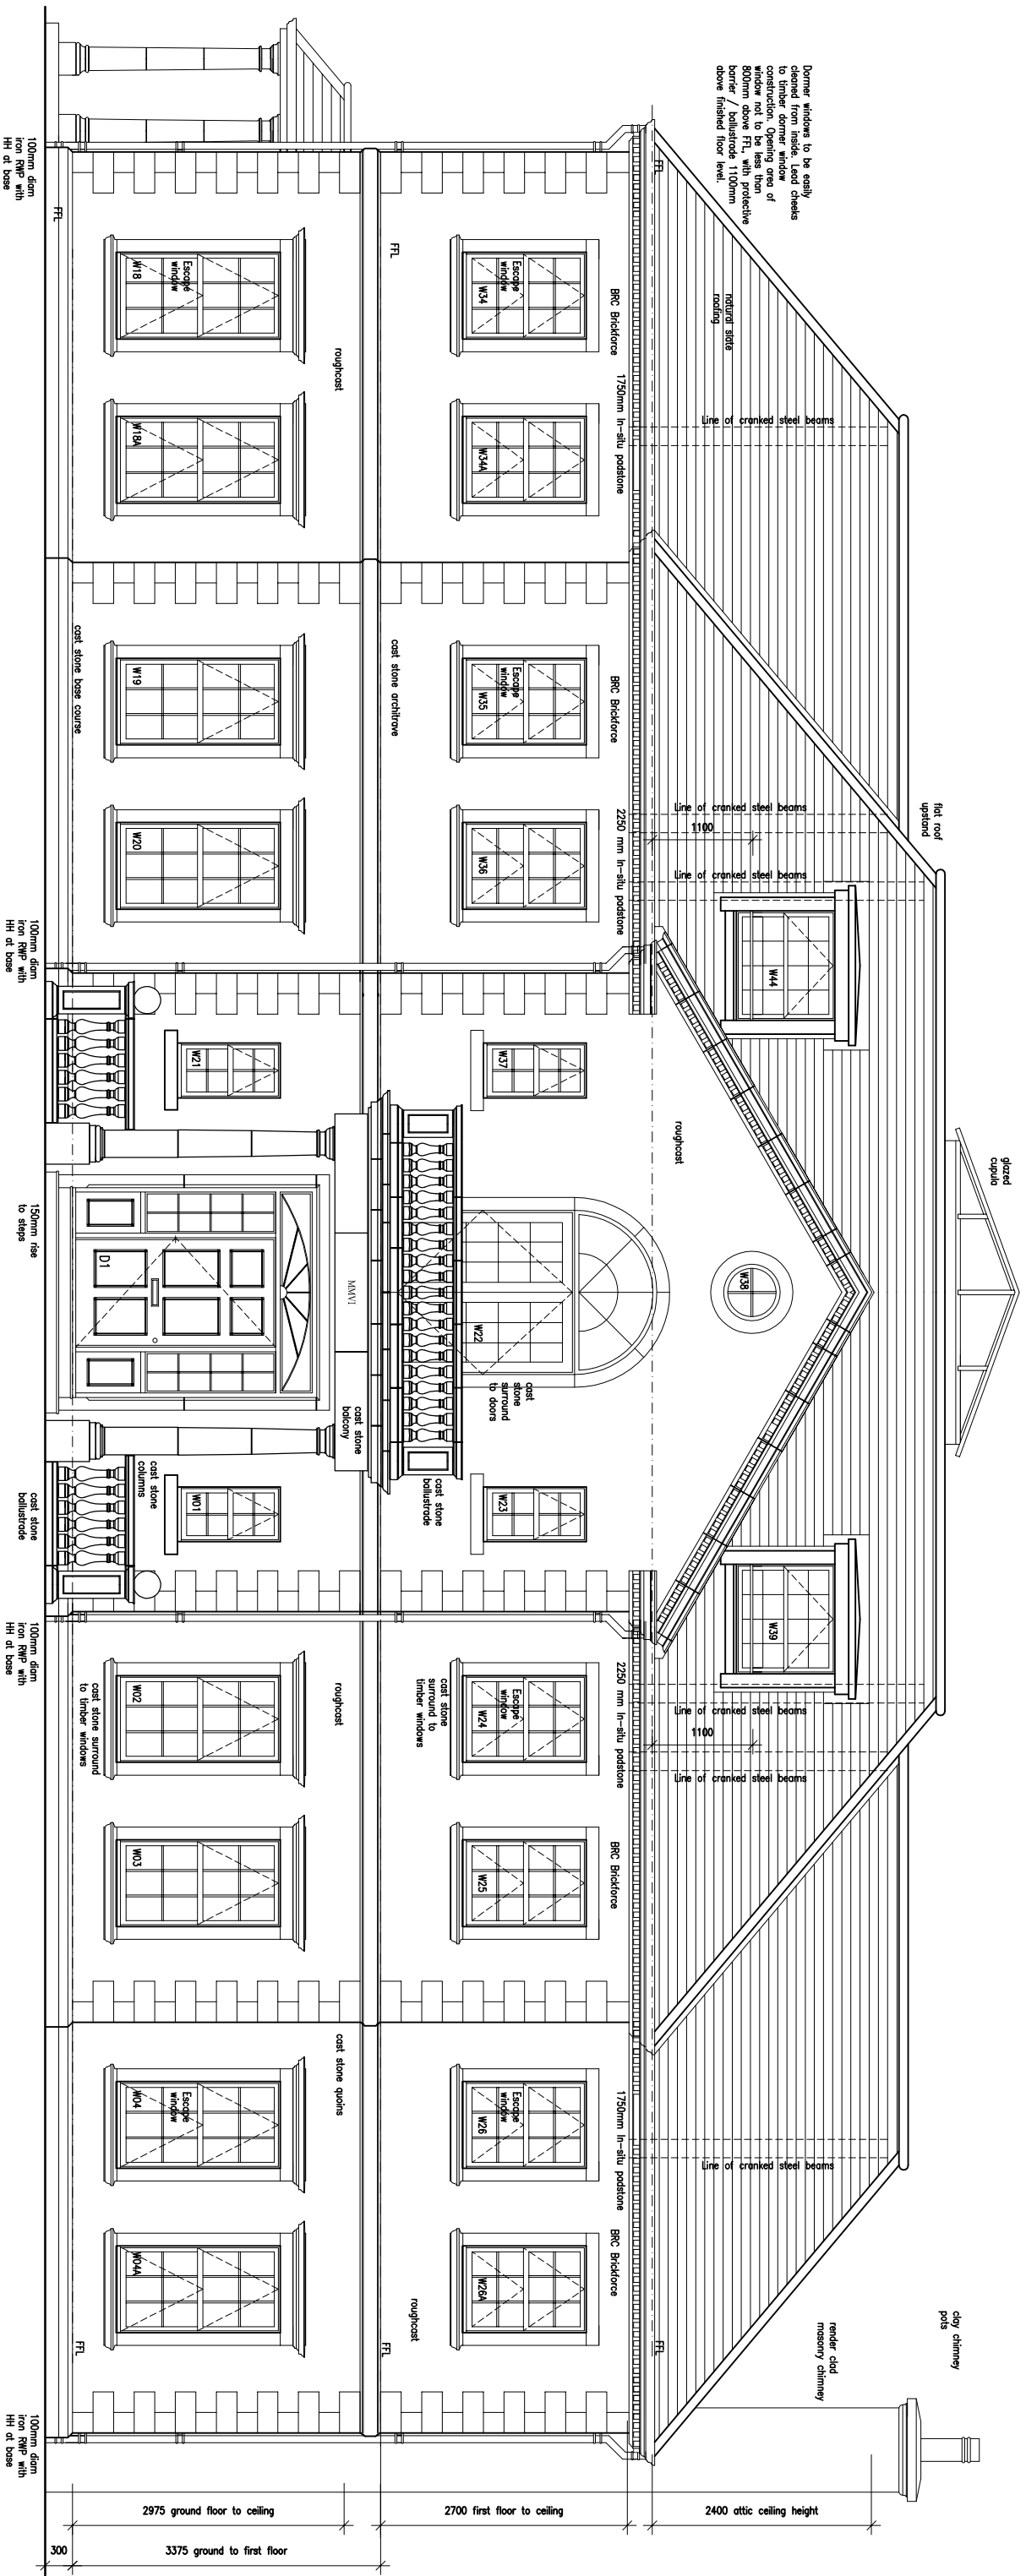 Dormer windows to be easily
cleaned from inside. Lead cheeks
to timber dormer window
construction. Opening area of
window not to be less than
800mm above FFL, with protective
barrier / ballustrade 1100mm
above finished floor level.
glazed
cupula
clay chimney
pots
flat roof
upstand
render clad
masonry chimney
natural slate
roofing
Line of cranked steel beams
Line of cranked steel beams
Line of cranked steel beams
Line of cranked steel beams
Line of cranked steel beams
Line of cranked steel beams
1100
1100
W44
W38
W39
2400 attic ceiling height
FFL
roughcast
FFL
1750mm In-situ padstone
2250 mm In-situ padstone
2250 mm In-situ padstone
1750mm In-situ padstone
BRC Brickforce
BRC Brickforce
BRC Brickforce
BRC Brickforce
Escape
window
W34
W34A
Escape
window
W35
W36
W37
W22
W23
Escape
window
W24
W25
Escape
window
W26
W26A
cast
stone
surround
to doors
cast stone
surround to
timber windows
cast stone
ballustrade
roughcast
2700 first floor to ceiling
FFL
cast stone architrave
FFL
MMVI
cast stone
balcony
roughcast
roughcast
cast stone quoins
Escape
window
W18
W18A
W19
W20
W21
D1
W01
W02
W03
Escape
window
W04
W04A
cast stone
columns
cast stone surround
to timber windows
cast stone base course
2975 ground floor to ceiling
3375 ground to first floor
300
FFL
FFL
100mm diam
iron RWP with
HH at base
100mm diam
iron RWP with
HH at base
150mm rise
to steps
cast stone
ballustrade
100mm diam
iron RWP with
HH at base
100mm diam
iron RWP with
HH at base